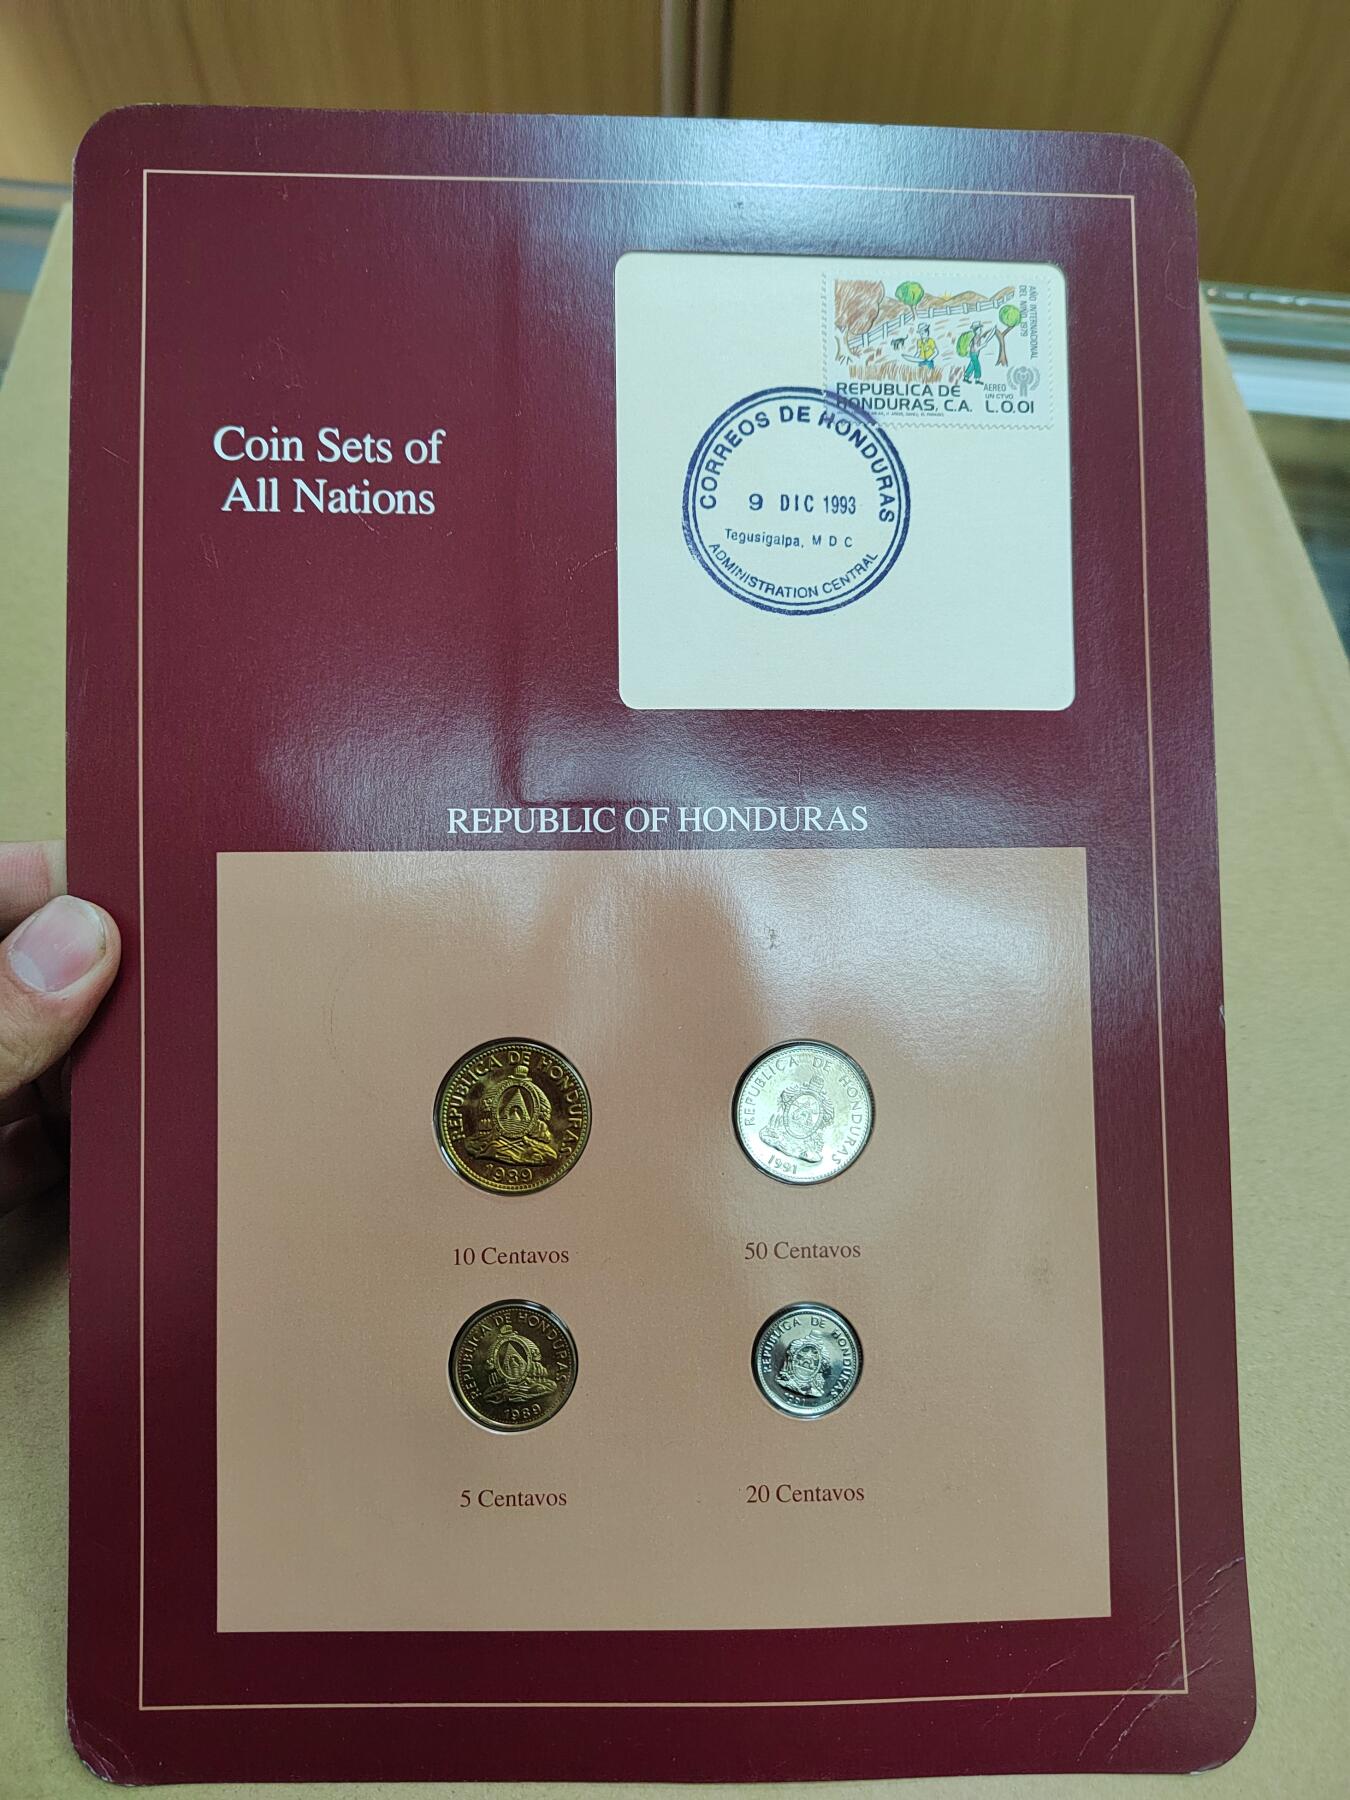 Coin Sets of
All Nations
AÑO INTERNACIONAL
DEL NIÑO, 1979
REPUBLICA DE
HONDURAS, C.A.
AEREO
UN CTVO
L.0.01
CORREOS DE HONDURAS
9 DIC 1993
Tegusigalpa, M D C
ADMINISTRATION CENTRAL
REPUBLIC OF HONDURAS
REPUBLICA DE HONDURAS
1989
REPUBLICA DE HONDURAS
1991
10 Centavos
50 Centavos
REPUBLICA DE HONDURAS
1989
REPUBLICA DE HONDURAS
1991
5 Centavos
20 Centavos